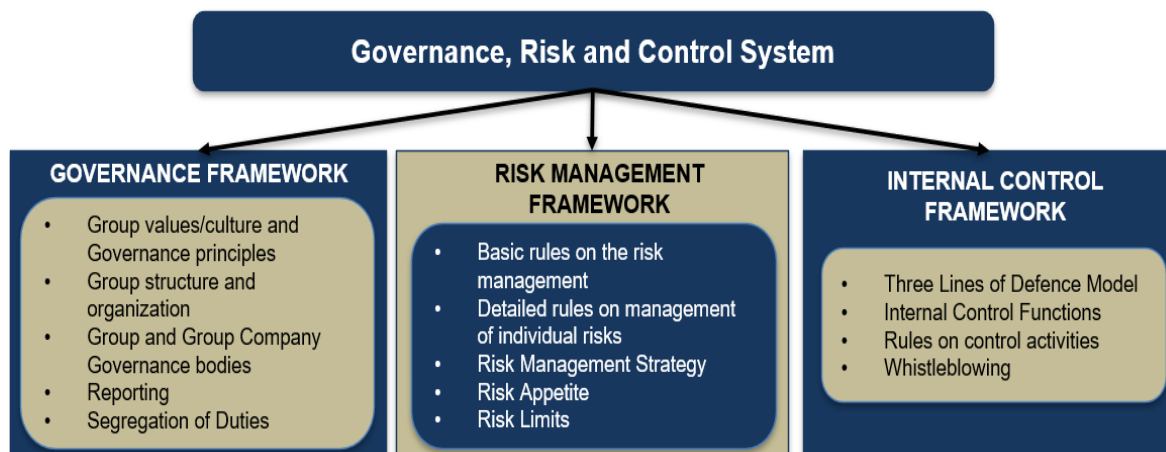 Governance, Risk and Control System
GOVERNANCE FRAMEWORK
• Group values/culture and
Governance principles
• Group structure and
organization
• Group and Group Company
Governance bodies
• Reporting
• Segregation of Duties
RISK MANAGEMENT
FRAMEWORK
• Basic rules on the risk
management
• Detailed rules on management
of individual risks
• Risk Management Strategy
• Risk Appetite
• Risk Limits
INTERNAL CONTROL
FRAMEWORK
• Three Lines of Defence Model
• Internal Control Functions
• Rules on control activities
• Whistleblowing